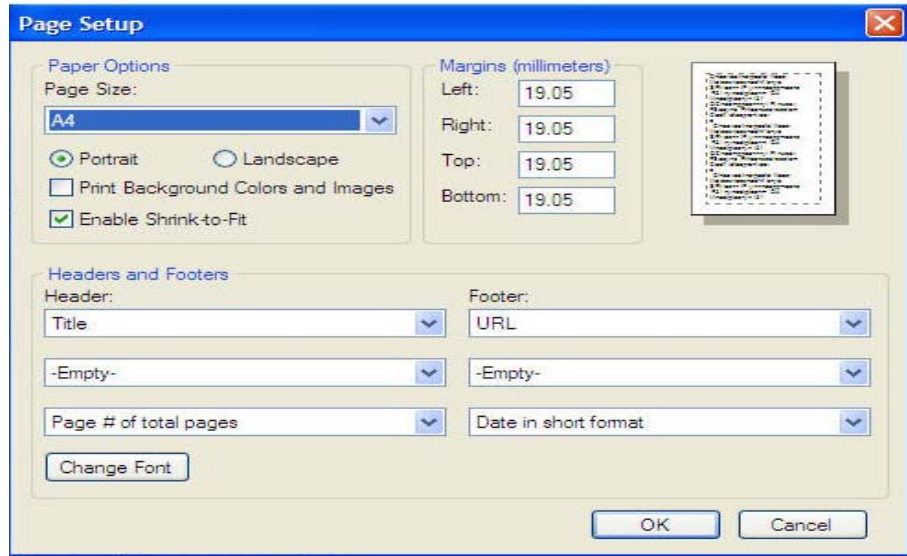 Page Setup
Paper Options
Page Size:
A4
Portrait Landscape
Print Background Colors and Images
Enable Shrink-to-Fit
Margins (millimeters)
Left: 19.05
Right: 19.05
Top: 19.05
Bottom: 19.05
Headers and Footers
Header: Footer:
Title URL
-Empty- -Empty-
Page # of total pages Date in short format
Change Font
OK Cancel